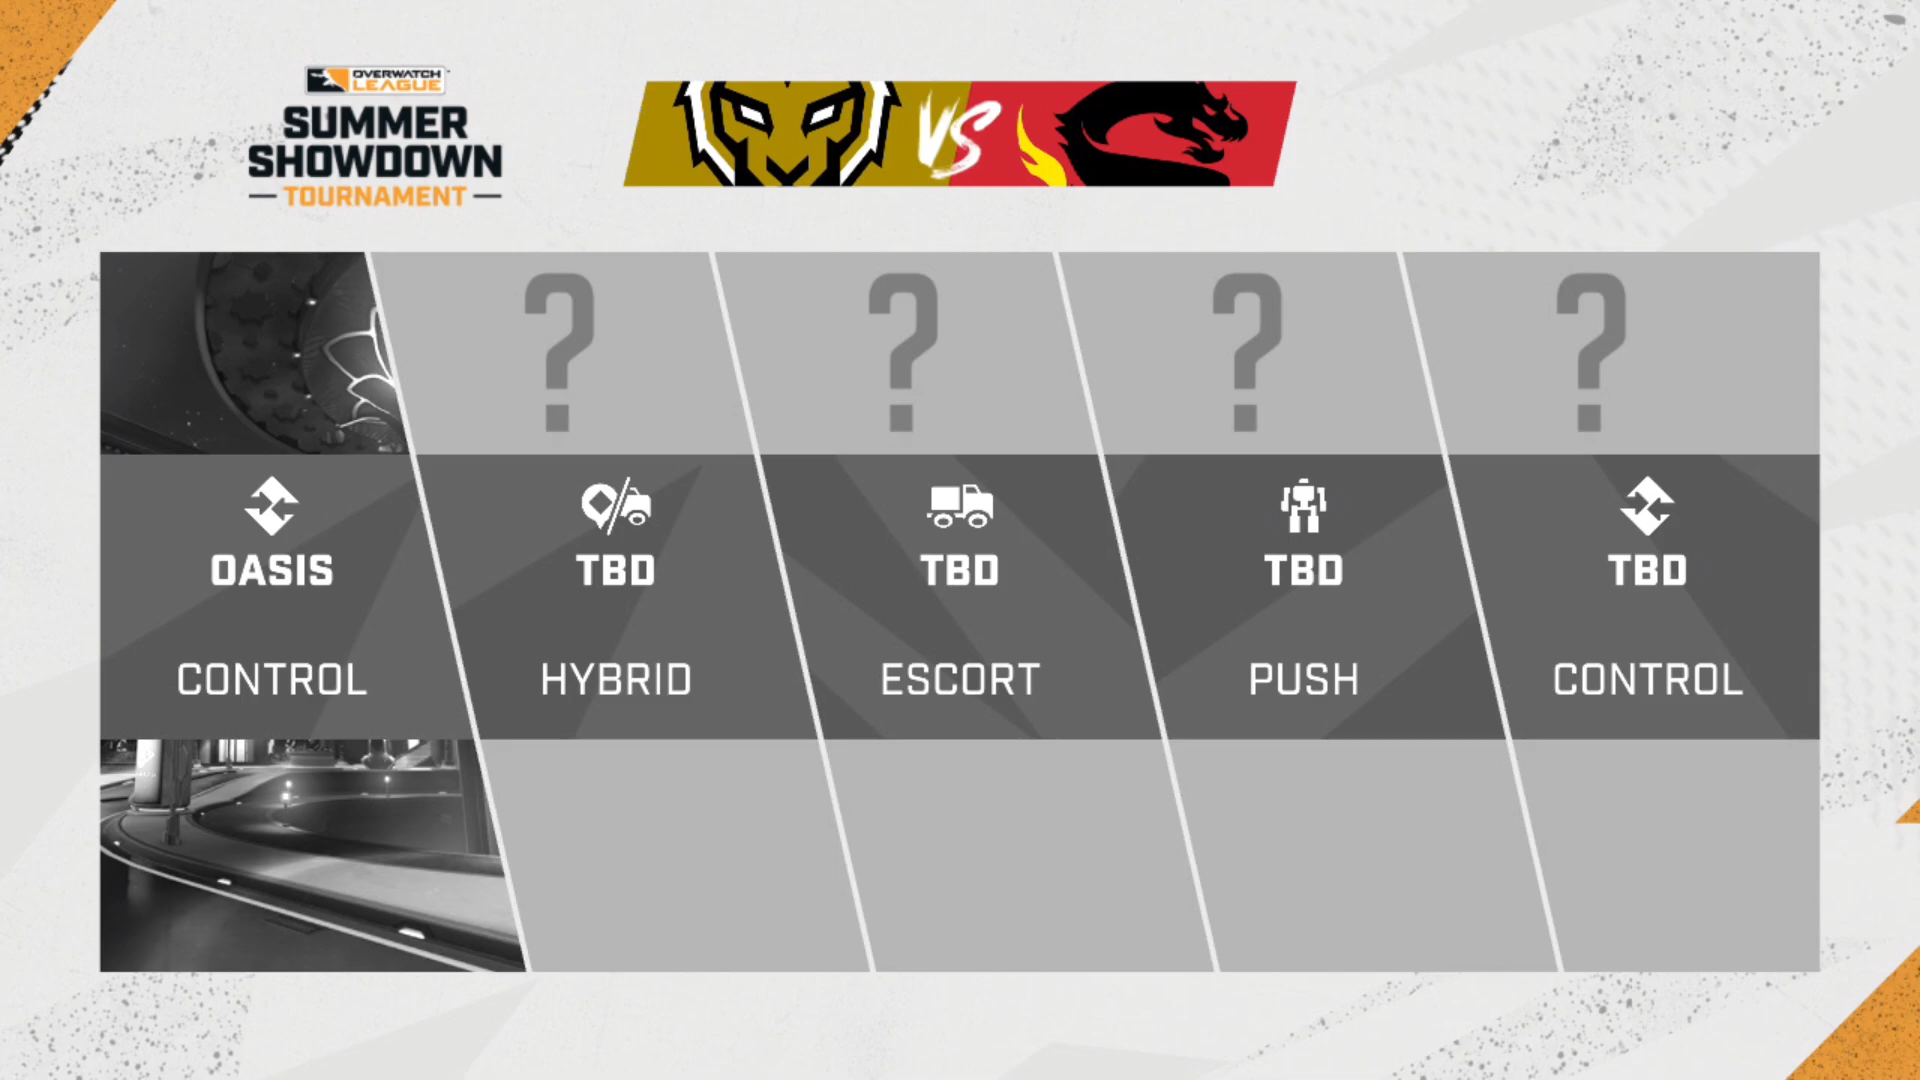 OVERWATCH
LEAGUE
SUMMER
SHOWDOWN
TOURNAMENT
VS
? ? ? ?
OASIS TBD TBD TBD TBD
CONTROL HYBRID ESCORT PUSH CONTROL